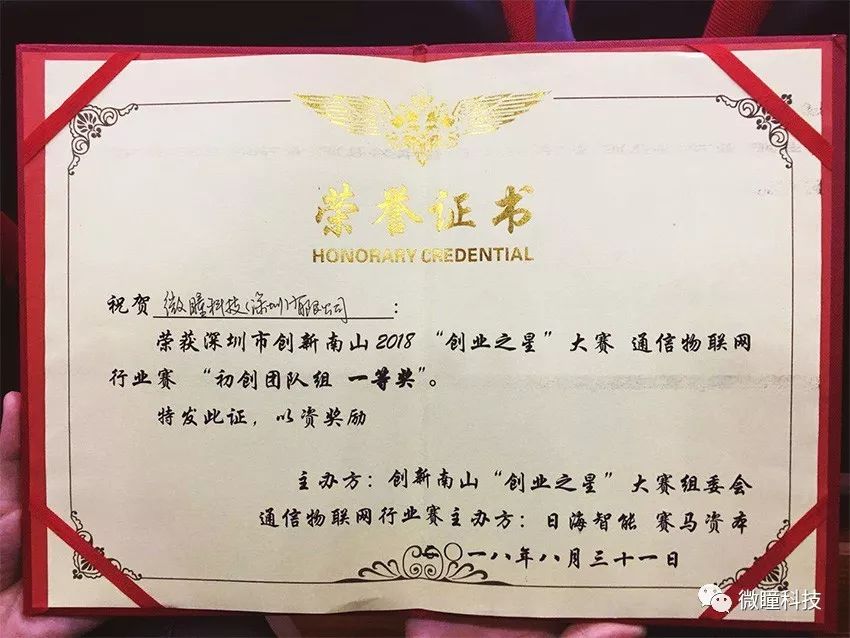 荣誉证书
HONORARY CREDENTIAL
祝贺 微瞳科技(深圳)有限公司 :
荣获深圳市创新南山2018 “创业之星” 大赛 通信物联网
行业赛 “初创团队组 一等奖”。
特发此证，以资奖励
主办方：创新南山“创业之星” 大赛组委会
通信物联网行业赛主办方：日海智能 赛马资本
二〇一八年八月三十一日
微瞳科技